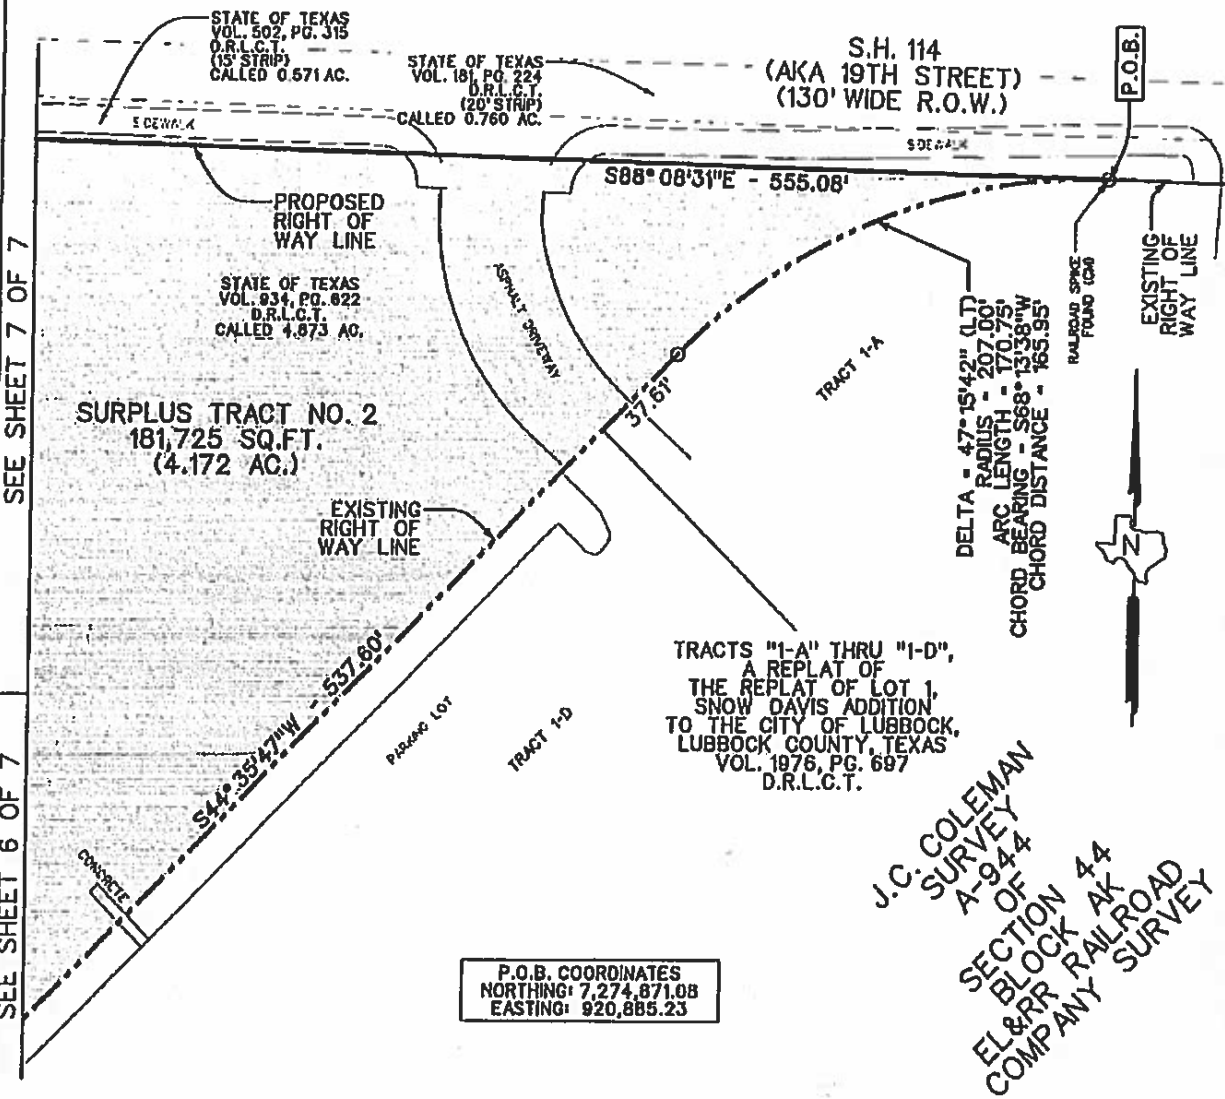 STATE OF TEXAS
VOL. 502, PG. 315
D.R.L.C.T.
(15' STRIP)
CALLED 0.571 AC.
STATE OF TEXAS
VOL. 181, PG. 224
D.R.L.C.T.
(20' STRIP)
CALLED 0.760 AC.
S.H. 114
(AKA 19TH STREET)
(130' WIDE R.O.W.)
P.O.B.
SIDEWALK
SIDEWALK
S88°08'31"E - 555.08'
PROPOSED
RIGHT OF
WAY LINE
STATE OF TEXAS
VOL. 934, PG. 622
D.R.L.C.T.
CALLED 4.873 AC.
ASPHALT DRIVEWAY
SEE SHEET 7 OF 7
SURPLUS TRACT NO. 2
181,725 SQ.FT.
(4.172 AC.)
37.61'
TRACT 1-A
DELTA = 47°15'42" (LT)
RADIUS - 207.00'
ARC LENGTH - 170.75'
CHORD BEARING - S68°13'38"W
CHORD DISTANCE - 165.95'
RAILROAD SPIKE
FOUND (CM)
EXISTING
RIGHT OF
WAY LINE
N
EXISTING
RIGHT OF
WAY LINE
S44°35'47"W - 537.60'
PARKING LOT
TRACT 1-D
TRACTS "1-A" THRU "1-D",
A REPLAT OF
THE REPLAT OF LOT 1,
SNOW DAVIS ADDITION
TO THE CITY OF LUBBOCK,
LUBBOCK COUNTY, TEXAS
VOL. 1976, PG. 697
D.R.L.C.T.
SEE SHEET 6 OF 7
CONCRETE
J.C. COLEMAN
SURVEY
A-944
OF
SECTION 44
BLOCK AK
EL&RR RAILROAD
COMPANY SURVEY
P.O.B. COORDINATES
NORTHING: 7,274,871.08
EASTING: 920,885.23